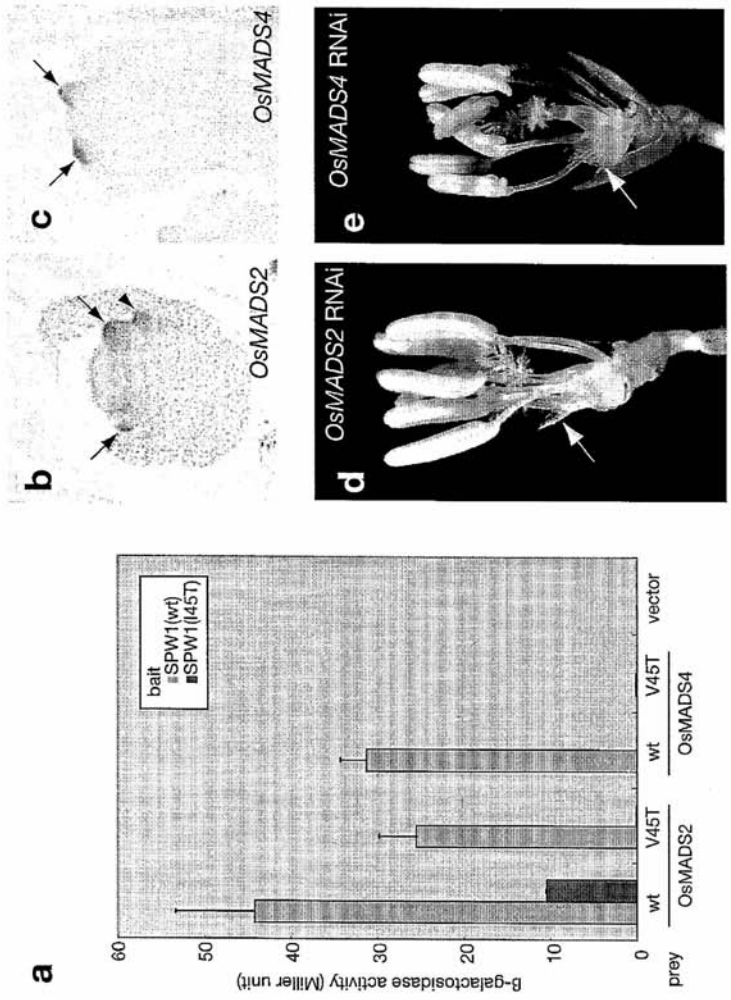 a
β-galactosidase activity (Miller unit)
60
50
40
30
20
10
0
bait
SPW1(wt)
SPW1(I45T)
prey
wt
V45T
wt
V45T
vector
OsMADS2
OsMADS4
b
OsMADS2
c
OsMADS4
d
OsMADS2 RNAi
e
OsMADS4 RNAi